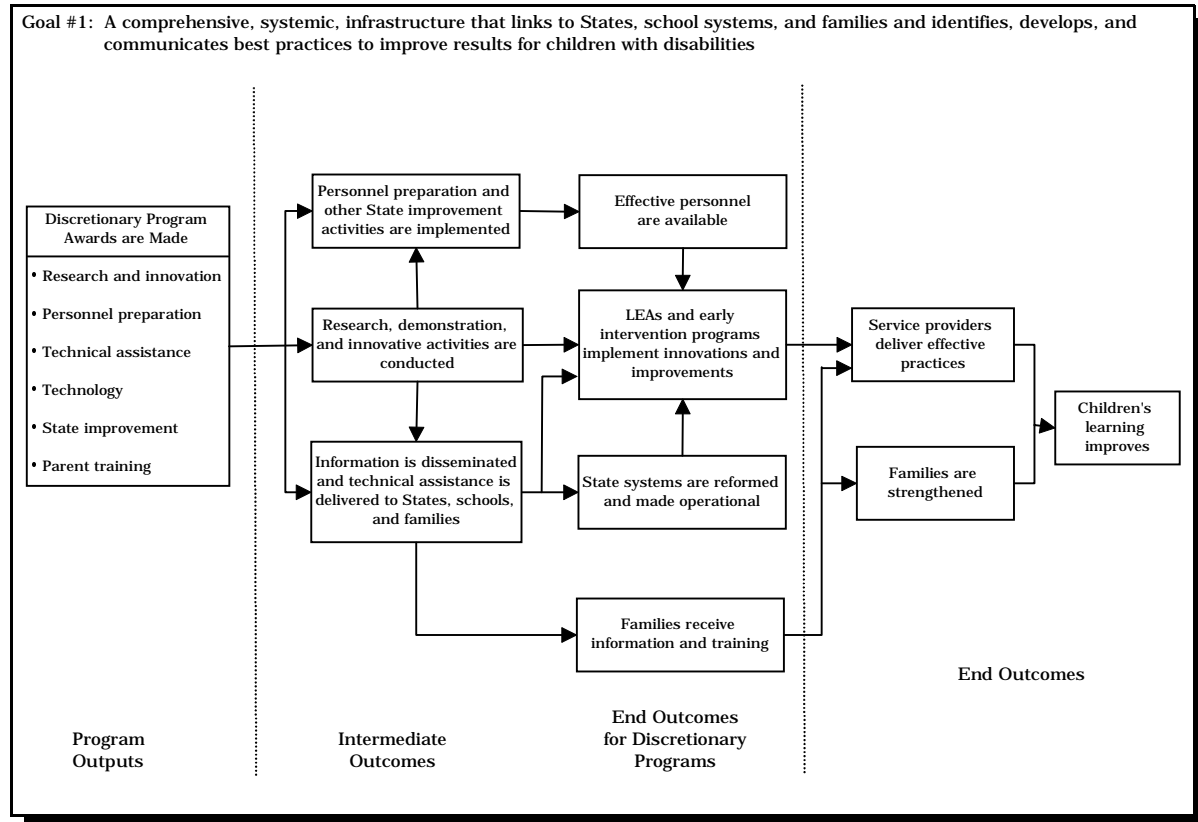 Goal #1: A comprehensive, systemic, infrastructure that links to States, school systems, and families and identifies, develops, and
communicates best practices to improve results for children with disabilities
Discretionary Program
Awards are Made
• Research and innovation
• Personnel preparation
• Technical assistance
• Technology
• State improvement
• Parent training
Personnel preparation and
other State improvement
activities are implemented
Research, demonstration,
and innovative activities are
conducted
Information is disseminated
and technical assistance is
delivered to States, schools,
and families
Effective personnel
are available
LEAs and early
intervention programs
implement innovations and
improvements
State systems are reformed
and made operational
Families receive
information and training
Service providers
deliver effective
practices
Families are
strengthened
Children's
learning
improves
Program
Outputs
Intermediate
Outcomes
End Outcomes
for Discretionary
Programs
End Outcomes